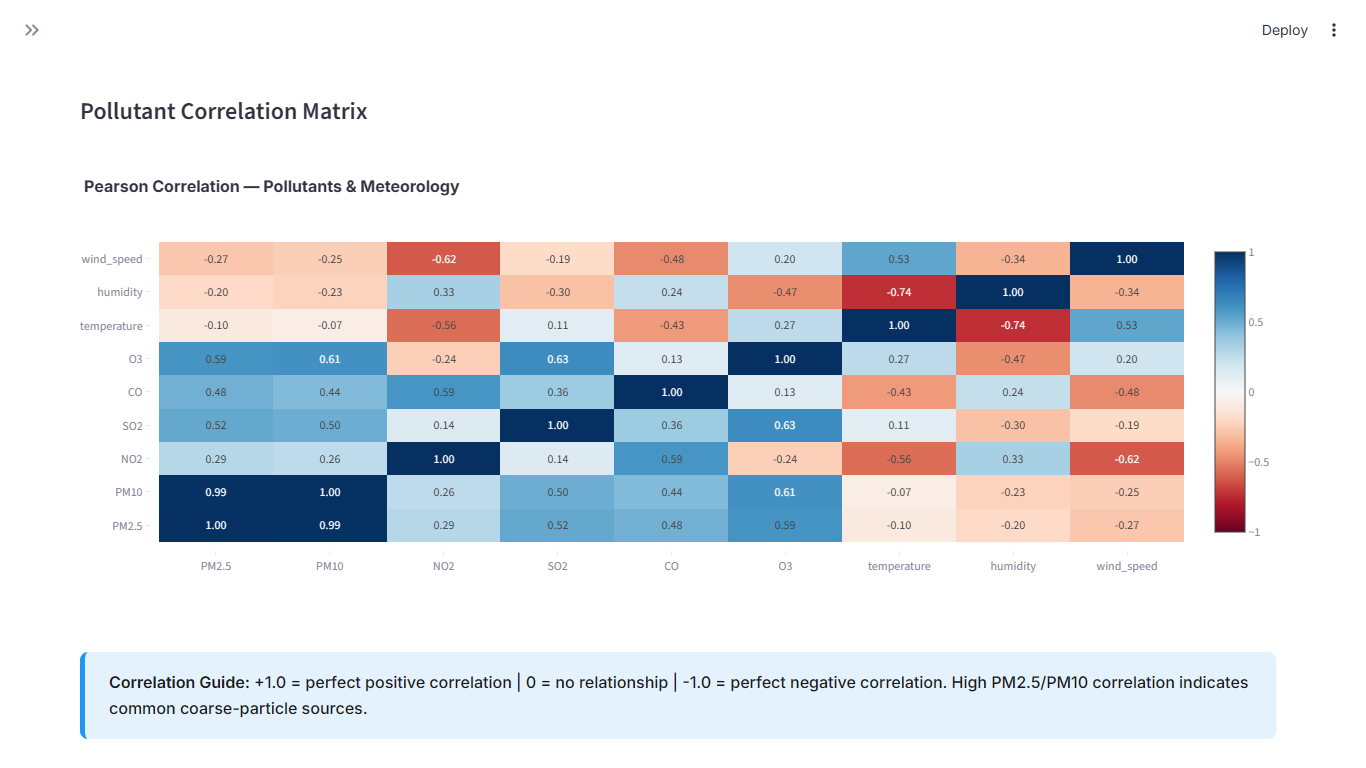 Deploy
Pollutant Correlation Matrix
Pearson Correlation — Pollutants & Meteorology
wind_speed -0.27 -0.25 -0.62 -0.19 -0.48 0.20 0.53 -0.34 1.00
humidity -0.20 -0.23 0.33 -0.30 0.24 -0.47 -0.74 1.00 -0.34
temperature -0.10 -0.07 -0.56 0.11 -0.43 0.27 1.00 -0.74 0.53
O3 0.59 0.61 -0.24 0.63 0.13 1.00 0.27 -0.47 0.20
CO 0.48 0.44 0.59 0.36 1.00 0.13 -0.43 0.24 -0.48
SO2 0.52 0.50 0.14 1.00 0.36 0.63 0.11 -0.30 -0.19
NO2 0.29 0.26 1.00 0.14 0.59 -0.24 -0.56 0.33 -0.62
PM10 0.99 1.00 0.26 0.50 0.44 0.61 -0.07 -0.23 -0.25
PM2.5 1.00 0.99 0.29 0.52 0.48 0.59 -0.10 -0.20 -0.27
PM2.5 PM10 NO2 SO2 CO O3 temperature humidity wind_speed
1
0.5
0
−0.5
−1
Correlation Guide: +1.0 = perfect positive correlation | 0 = no relationship | -1.0 = perfect negative correlation. High PM2.5/PM10 correlation indicates
common coarse-particle sources.